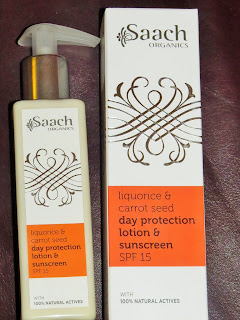 Saach
ORGANICS
liquorice &
carrot seed
day protection
lotion &
sunscreen
SPF 15
WITH
100% NATURAL ACTIVES
Saach
ORGANICS
liquorice &
carrot seed
day protection
lotion &
sunscreen
SPF 15
WITH
100% NATURAL ACTIVES